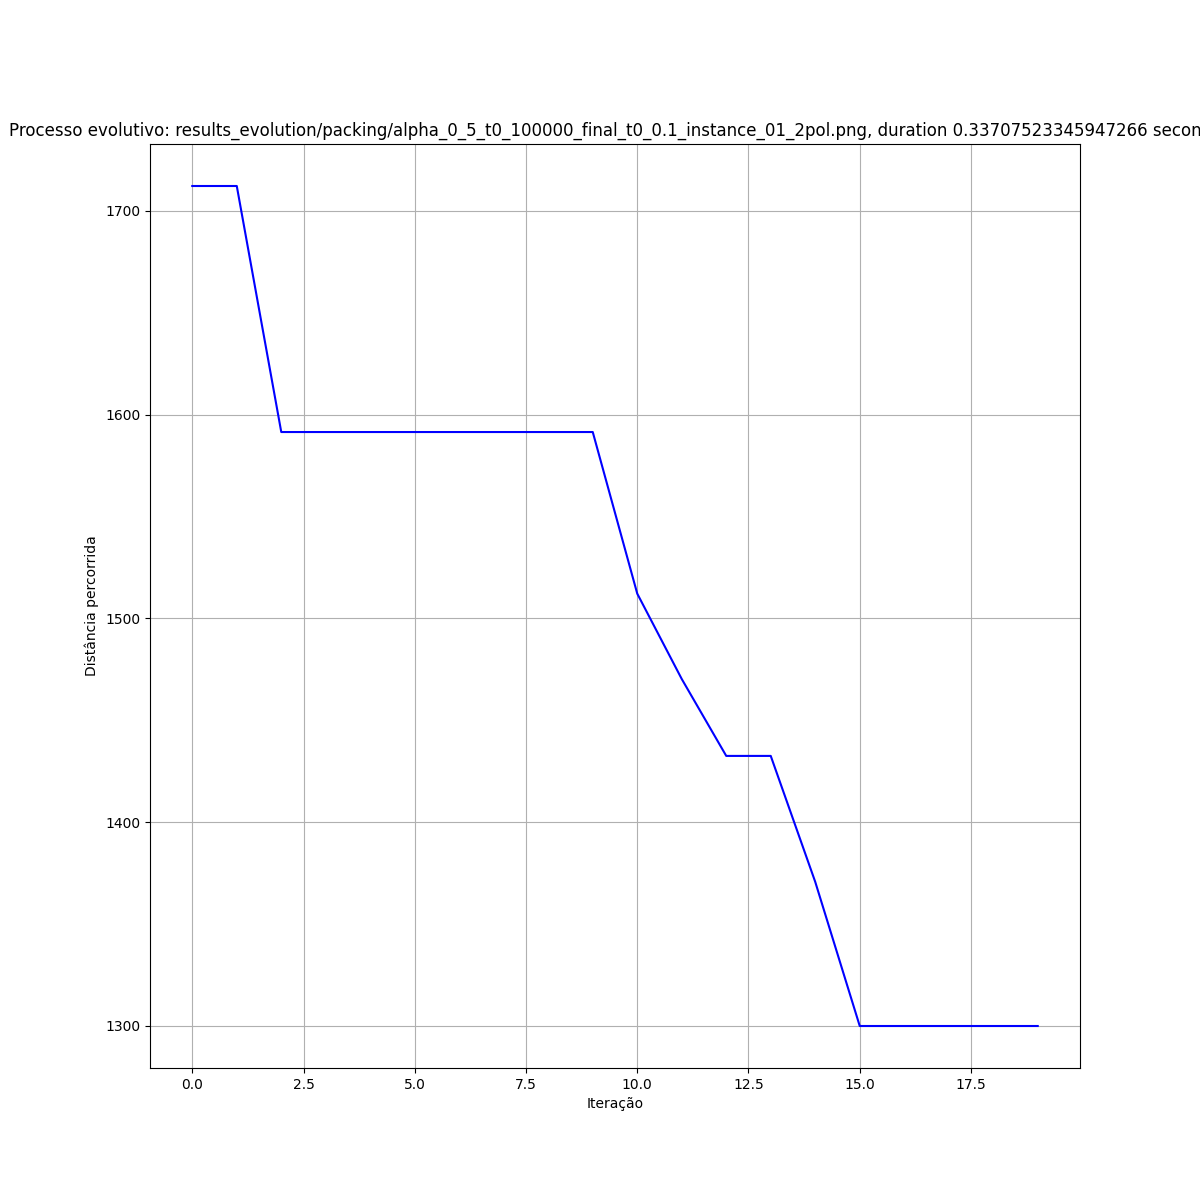 Processo evolutivo: results_evolution/packing/alpha_0_5_t0_100000_final_t0_0.1_instance_01_2pol.png, duration 0.33707523345947266 secon
1700
1600
1500
1400
1300
Distância percorrida
0.0 2.5 5.0 7.5 10.0 12.5 15.0 17.5
Iteração